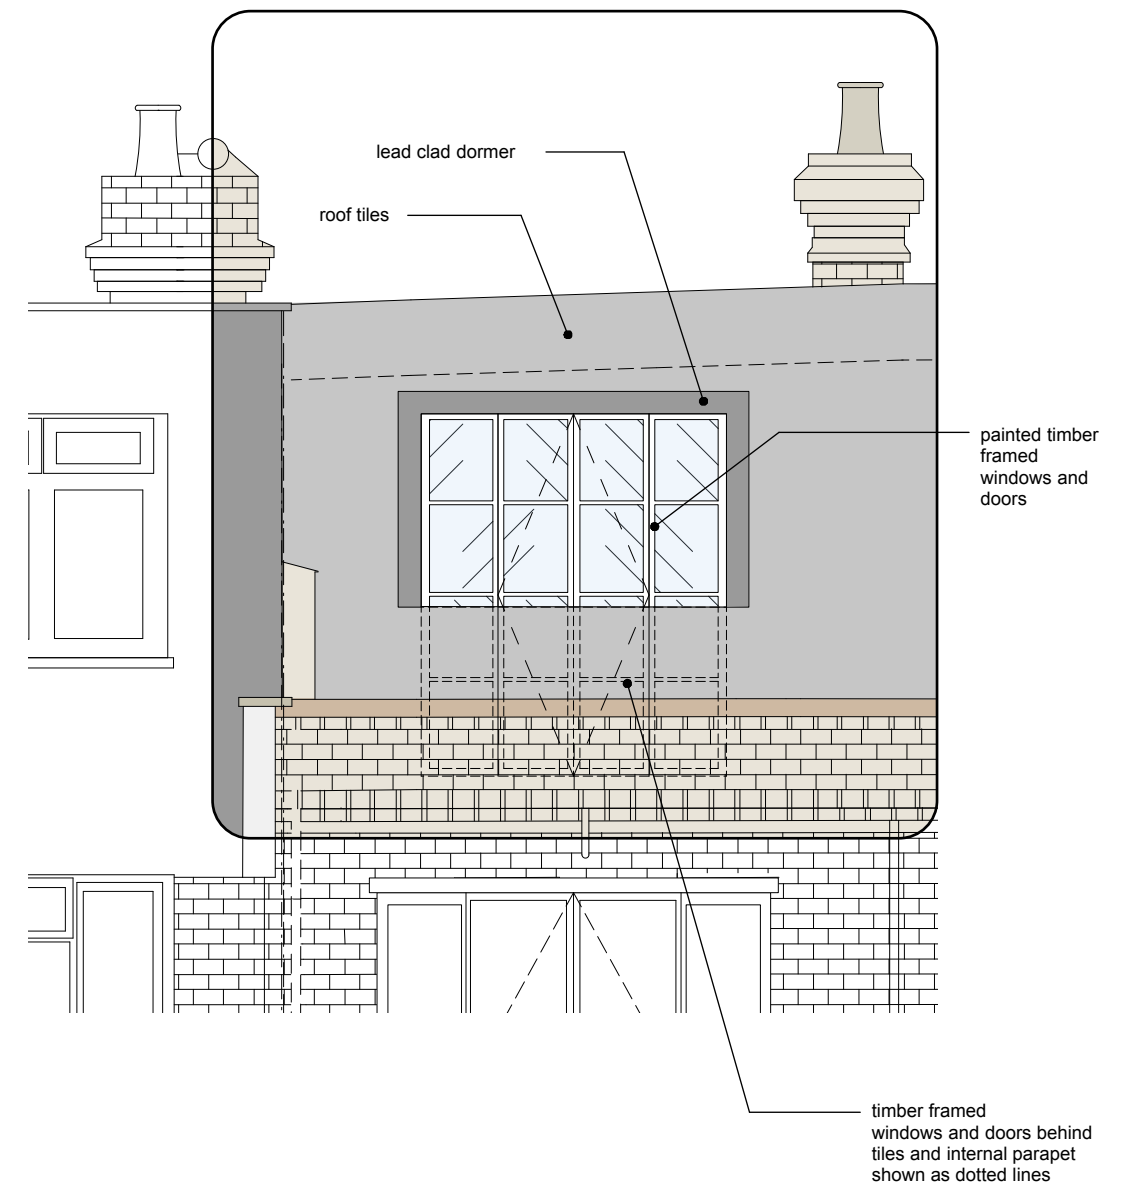 lead clad dormer
roof tiles
painted timber
framed
windows and
doors
timber framed
windows and doors behind
tiles and internal parapet
shown as dotted lines